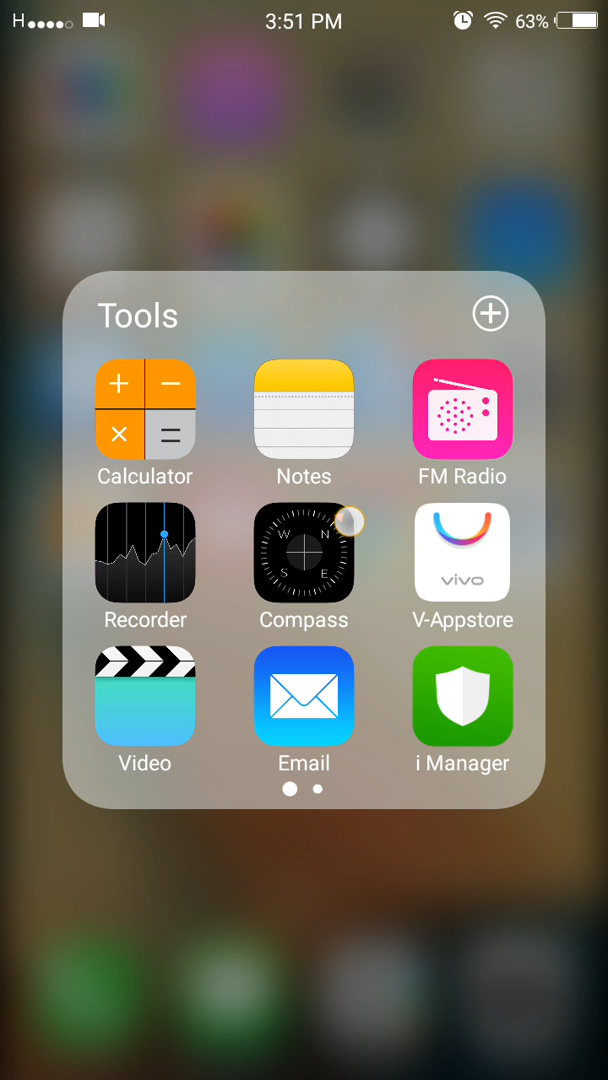 H 3:51 PM 63%
Tools
Calculator Notes FM Radio
W N
S E
vivo
Recorder Compass V-Appstore
Video Email i Manager